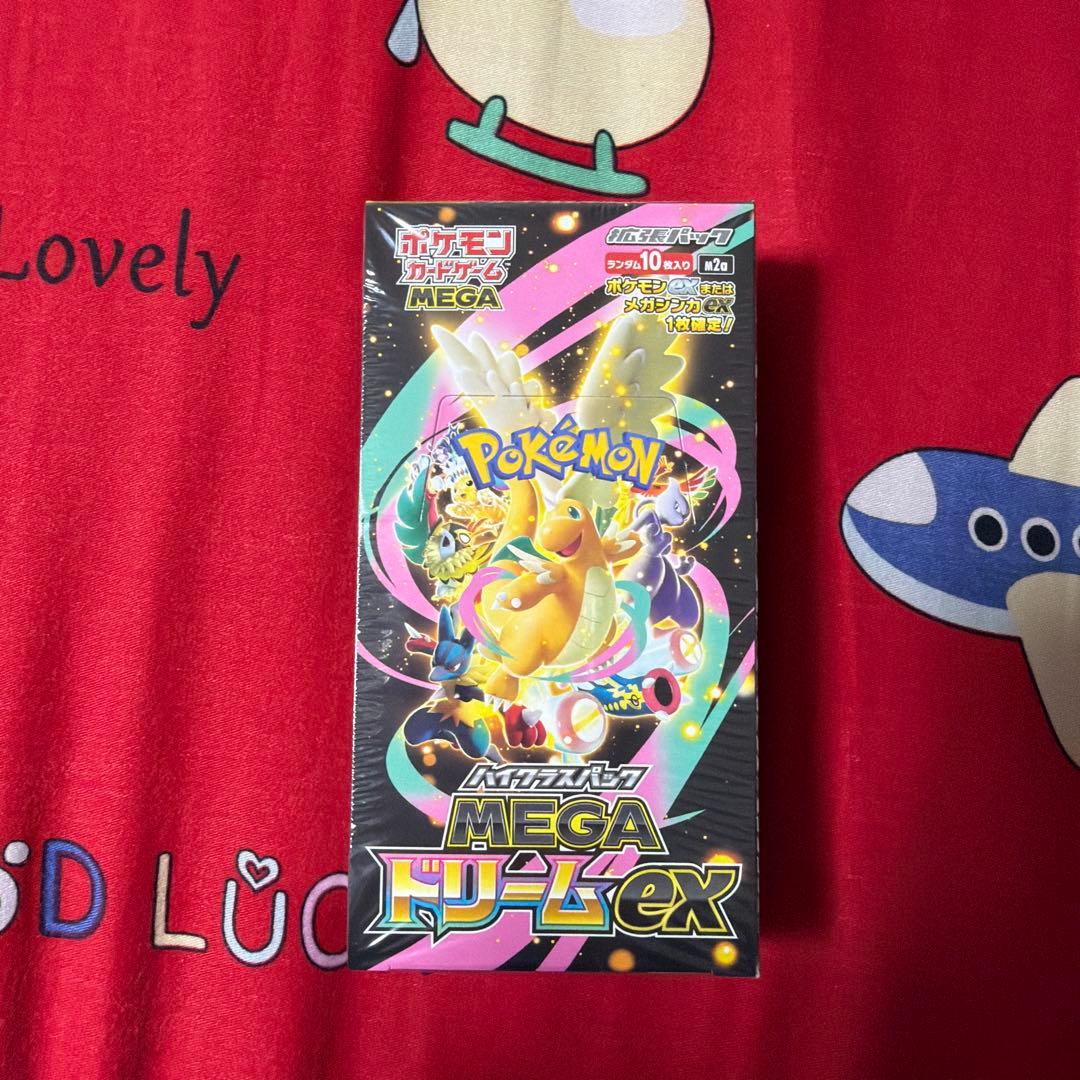 Lovely
ポケモン
カードゲーム
MEGA
拡張パック
ランダム10枚入り M2a
ポケモンexまたは
メガシンカex
1枚確定!
POKéMON
ハイクラスパック
MEGA
ドリームex
D LUC